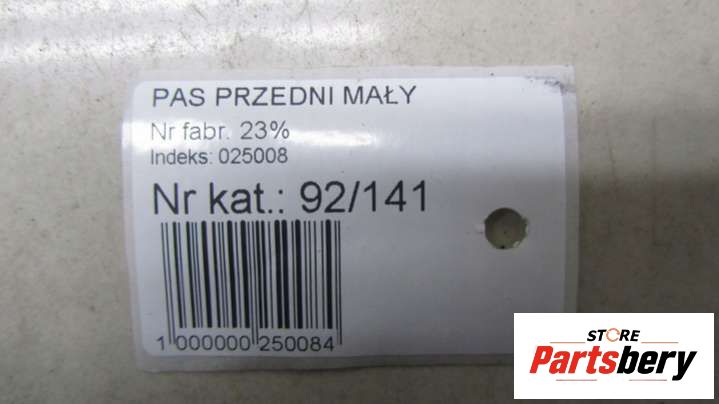 PAS PRZEDNI MAŁY
Nr fabr. 23%
Indeks: 025008
Nr kat.: 92/141
1 000000 250084
STORE
Partsbery